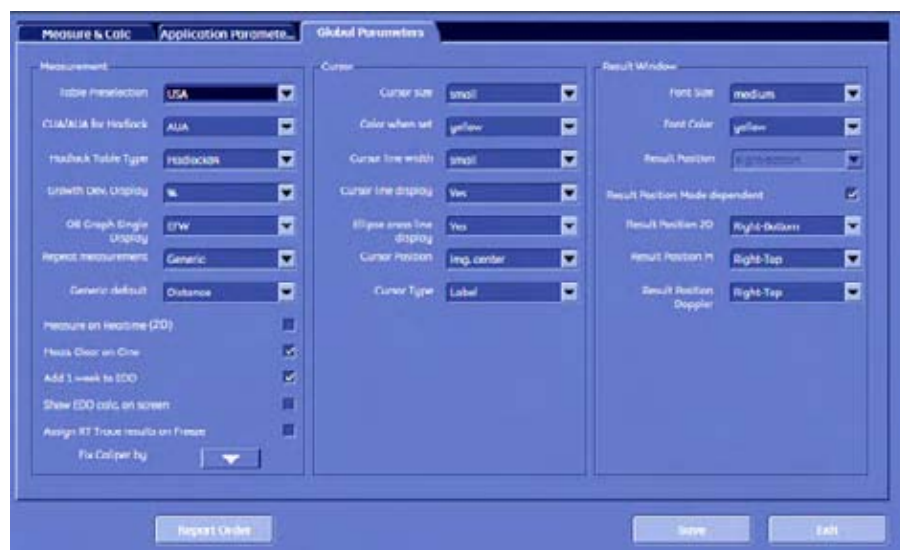 Measure & Calc
Application Paramete...
Global Parameters
Measurement
Table Preselection USA
CUA/AUA for Hadlock AUA
Hadlock Table Type Hadlock84
Growth Dev. Display %
OB Graph Single Display EFW
Repeat measurement Generic
Generic default Distance
Measure on Realtime (2D)
Meas Clear on Cine
Add 1 week to EDD
Show EDD calc. on screen
Assign RT Trace results on Freeze
Fix Caliper by
Cursor
Cursor size small
Color when set yellow
Cursor line width small
Cursor line display Yes
Ellipse cross line display Yes
Cursor Position Img. center
Cursor Type Label
Result Window
Font Size medium
Font Color yellow
Result Position Right-Bottom
Result Position Mode dependent
Result Position 2D Right-Bottom
Result Position M Right-Top
Result Position Doppler Right-Top
Report Order
Save
Exit